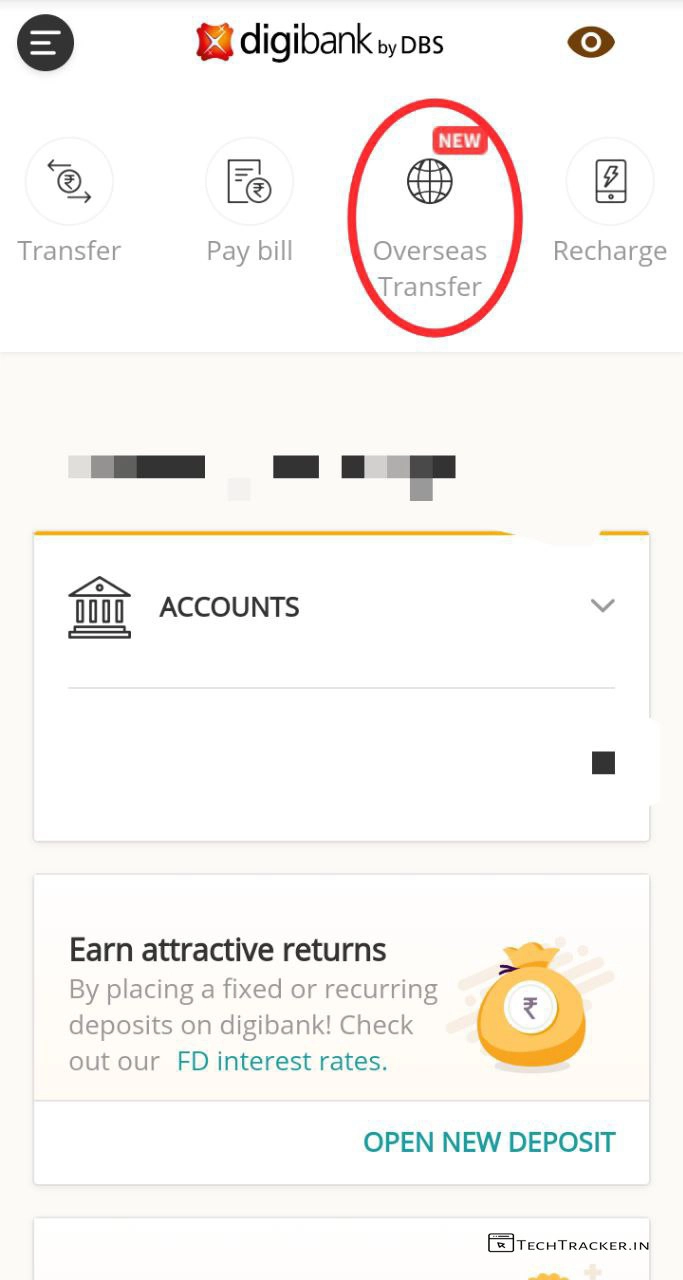 digibank by DBS
NEW
Transfer
Pay bill
Overseas
Transfer
Recharge
ACCOUNTS
Earn attractive returns
By placing a fixed or recurring
deposits on digibank! Check
out our FD interest rates.
₹
OPEN NEW DEPOSIT
TECHTRACKER.IN